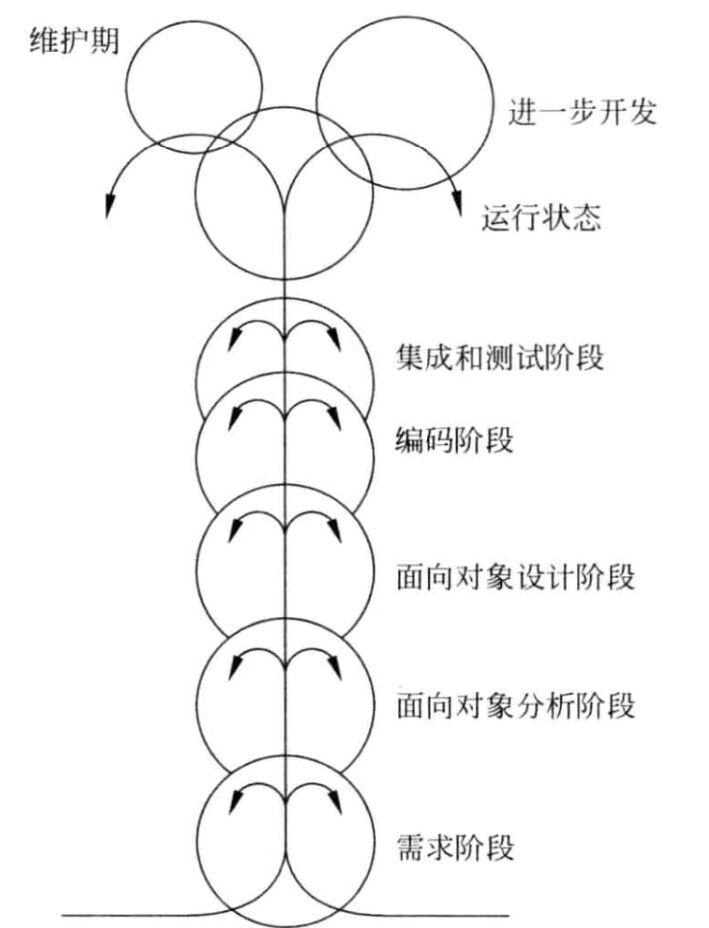 维护期
进一步开发
运行状态
集成和测试阶段
编码阶段
面向对象设计阶段
面向对象分析阶段
需求阶段